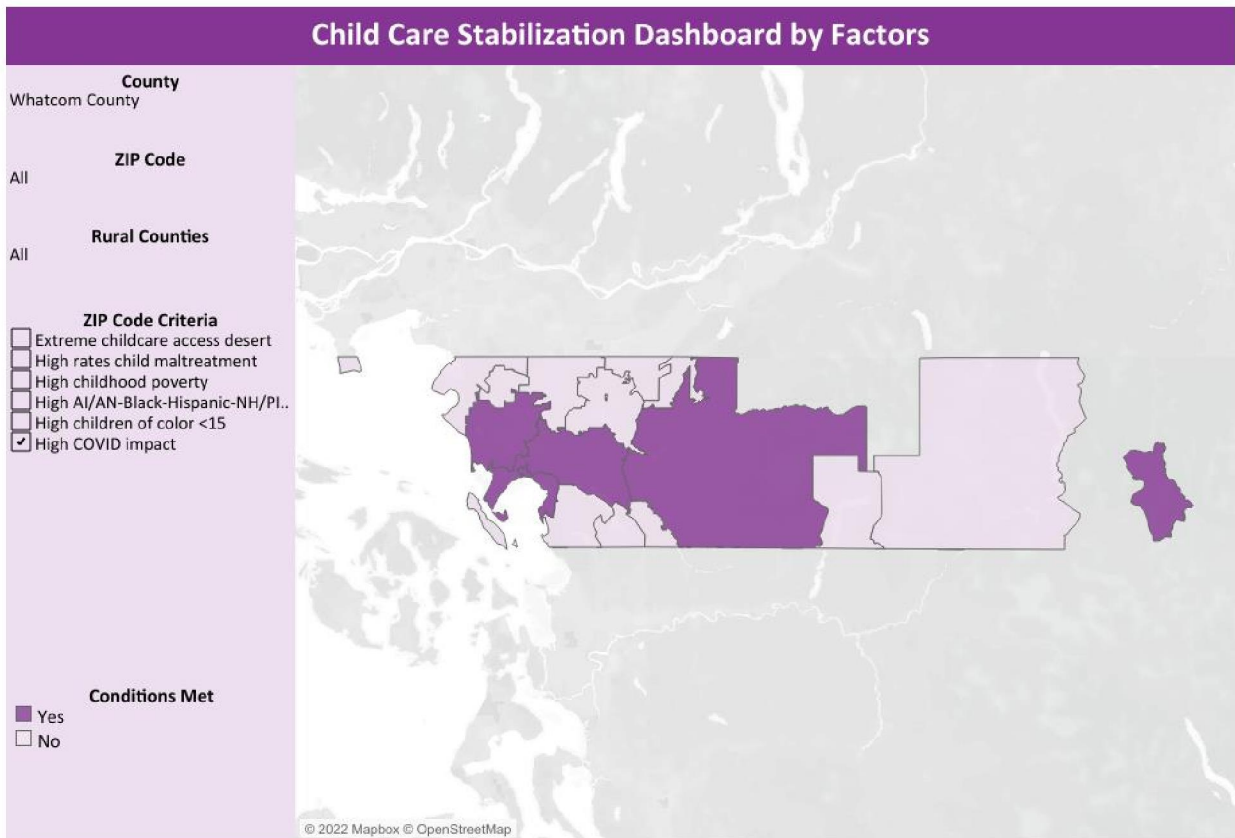 Child Care Stabilization Dashboard by Factors
County
Whatcom County
ZIP Code
All
Rural Counties
All
ZIP Code Criteria
Extreme childcare access desert
High rates child maltreatment
High childhood poverty
High AI/AN-Black-Hispanic-NH/PI..
High children of color <15
High COVID impact
Conditions Met
Yes
No
© 2022 Mapbox © OpenStreetMap